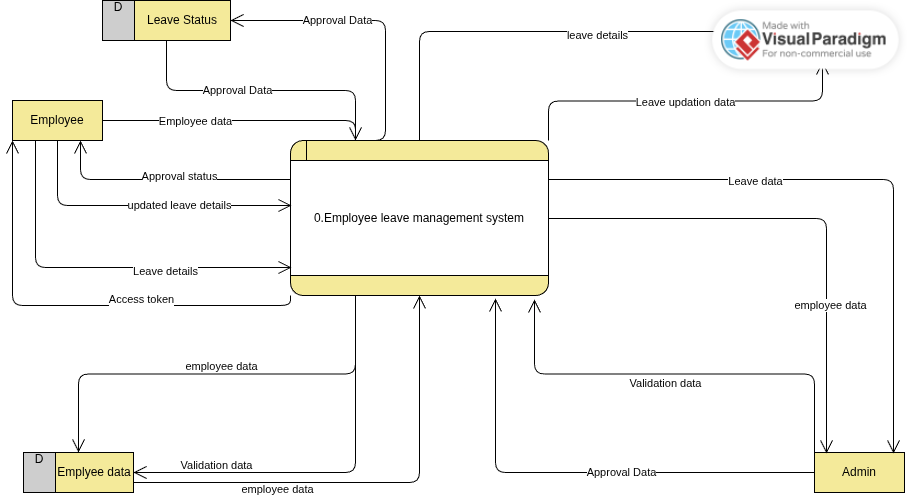 D
Leave Status
Approval Data
leave details
Made with
VisualParadigm
For non-commercial use
Approval Data
Leave updation data
Employee
Employee data
Approval status
Leave data
updated leave details
0.Employee leave management system
Leave details
Access token
employee data
employee data
Validation data
D
Emplyee data
Validation data
employee data
Approval Data
Admin